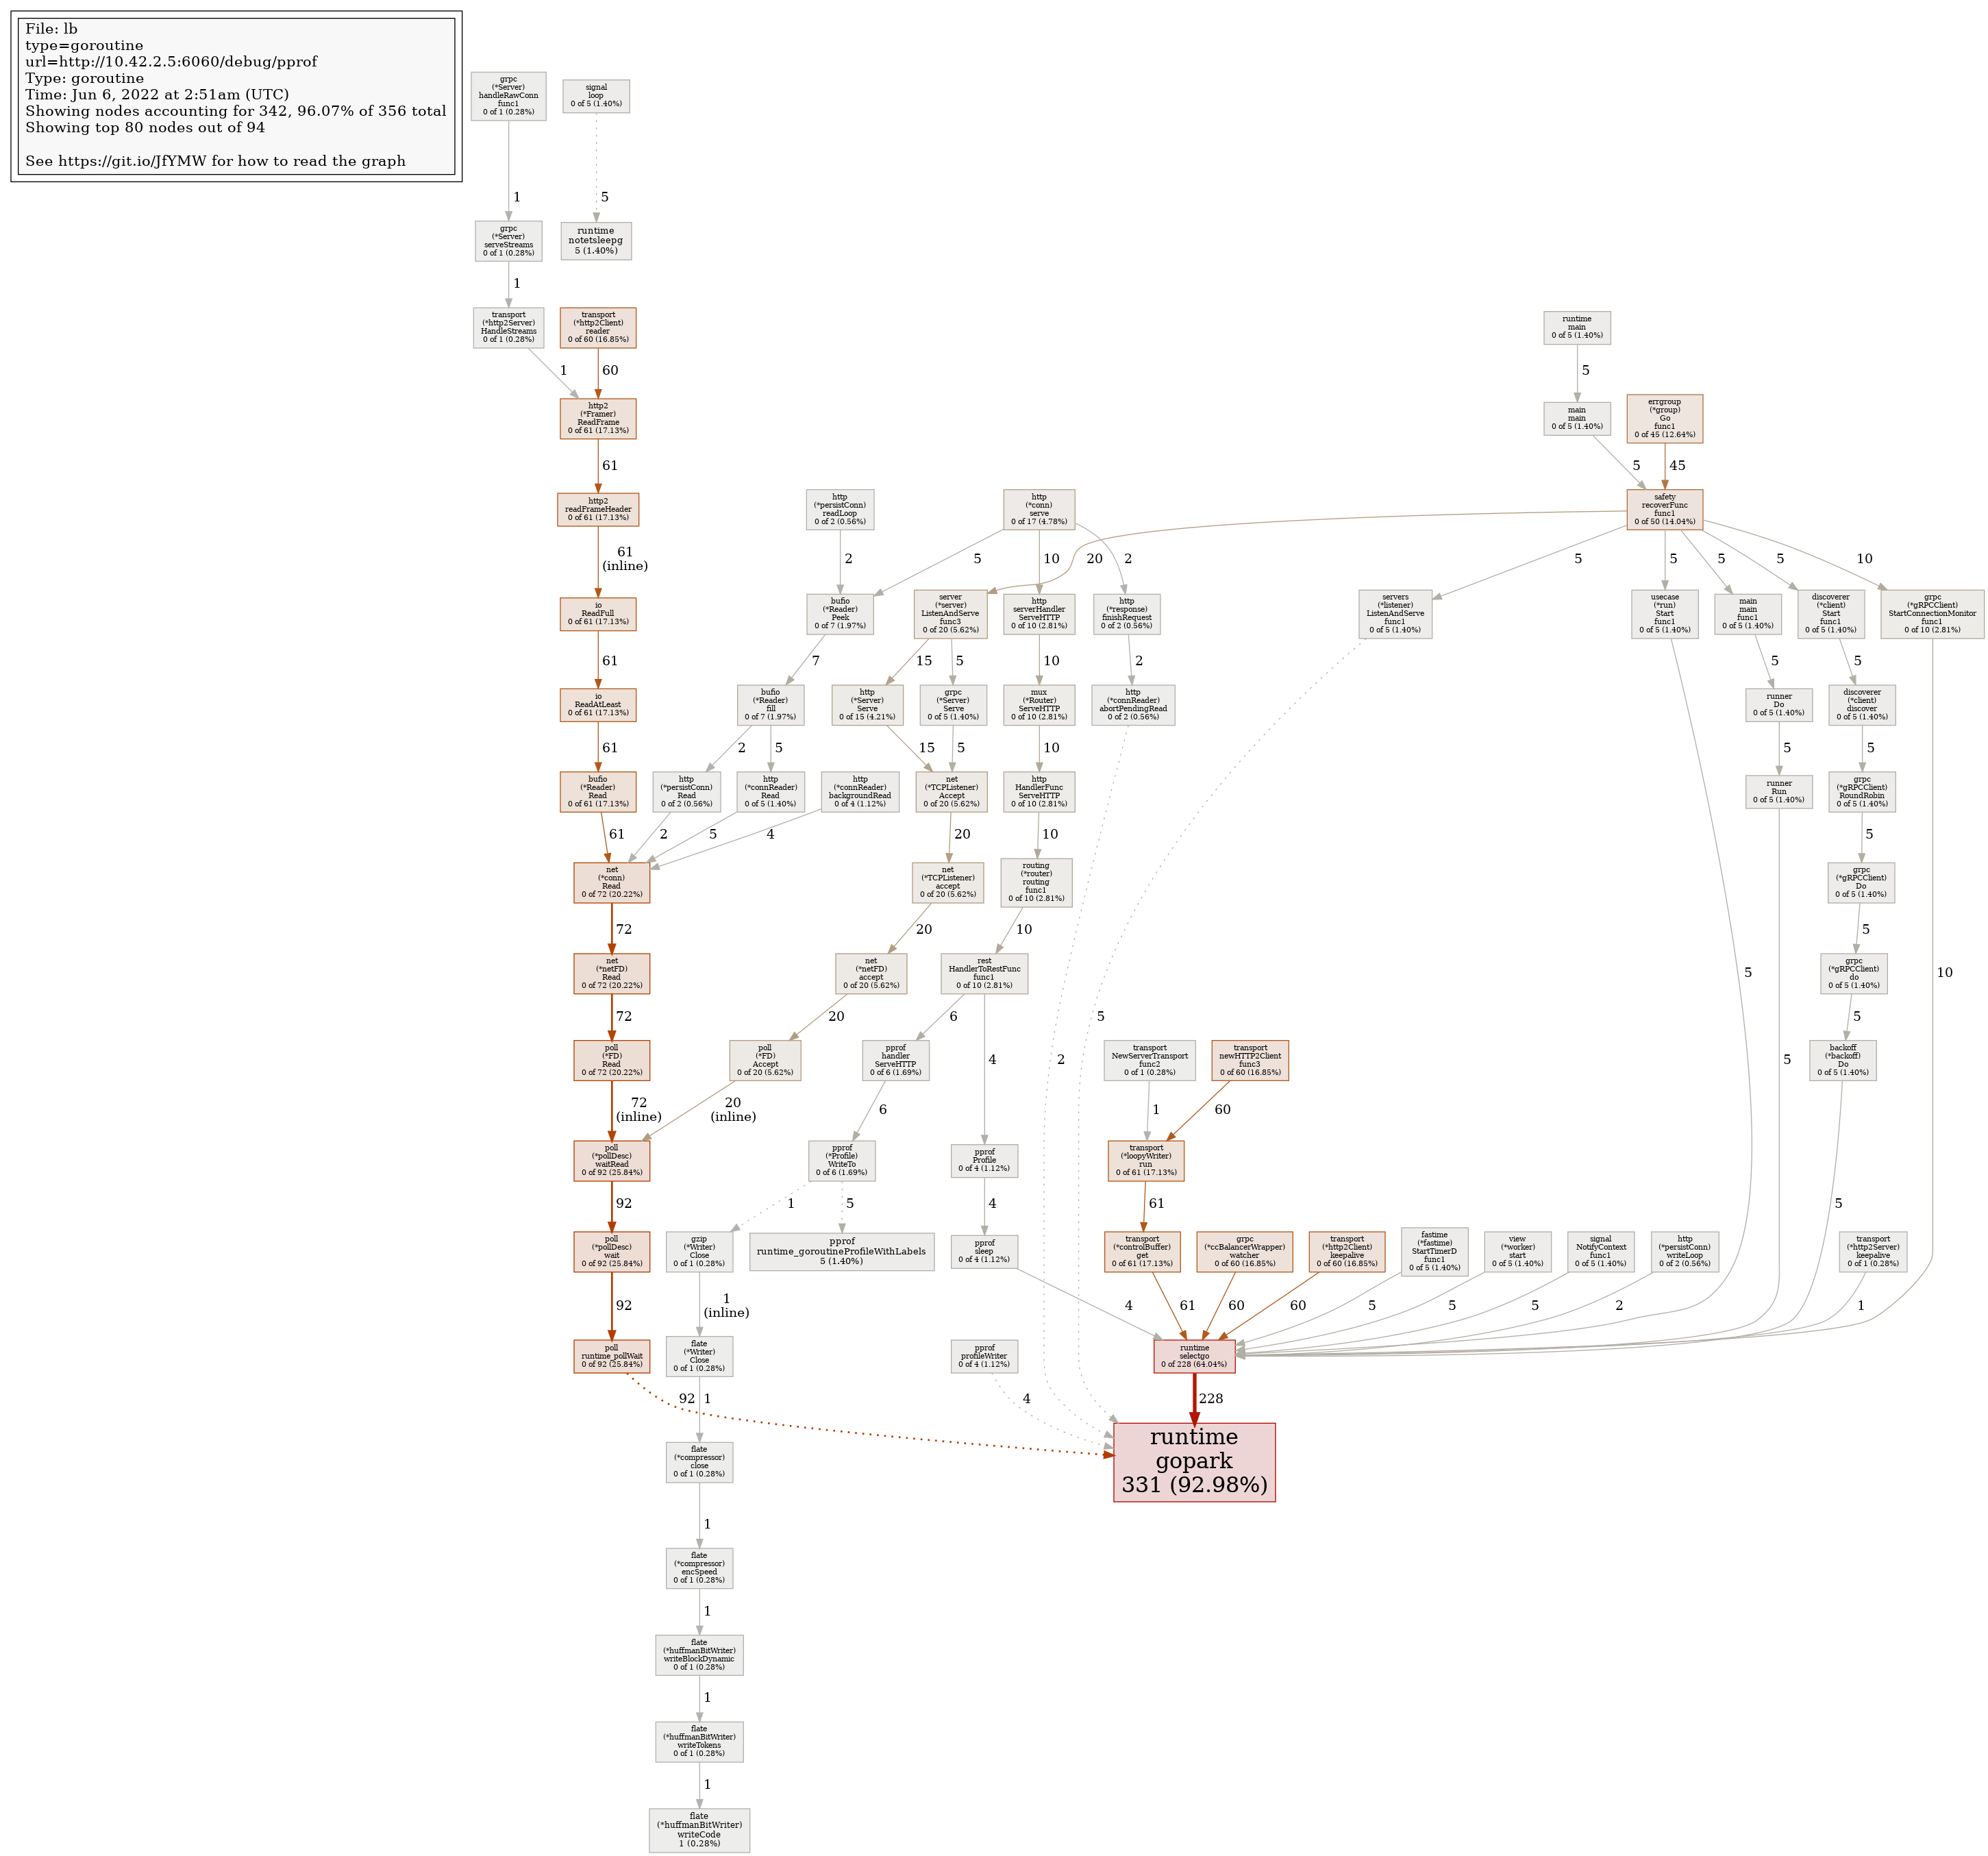 File: lb
type=goroutine
url=http://10.42.2.5:6060/debug/pprof
Type: goroutine
Time: Jun 6, 2022 at 2:51am (UTC)
Showing nodes accounting for 342, 96.07% of 356 total
Showing top 80 nodes out of 94
See https://git.io/JfYMW for how to read the graph
grpc
(*Server)
handleRawConn
func1
0 of 1 (0.28%)
signal
loop
0 of 5 (1.40%)
1
5
grpc
(*Server)
serveStreams
0 of 1 (0.28%)
runtime
notetsleepg
5 (1.40%)
1
transport
(*http2Server)
HandleStreams
0 of 1 (0.28%)
transport
(*http2Client)
reader
0 of 60 (16.85%)
runtime
main
0 of 5 (1.40%)
1
60
5
http2
(*Framer)
ReadFrame
0 of 61 (17.13%)
main
main
0 of 5 (1.40%)
errgroup
(*group)
Go
func1
0 of 45 (12.64%)
61
5
45
http2
readFrameHeader
0 of 61 (17.13%)
http
(*persistConn)
readLoop
0 of 2 (0.56%)
http
(*conn)
serve
0 of 17 (4.78%)
safety
recoverFunc
func1
0 of 50 (14.04%)
61
(inline)
2
5
10
2
20
5
5
5
5
10
io
ReadFull
0 of 61 (17.13%)
bufio
(*Reader)
Peek
0 of 7 (1.97%)
server
(*server)
ListenAndServe
func3
0 of 20 (5.62%)
http
serverHandler
ServeHTTP
0 of 10 (2.81%)
http
(*response)
finishRequest
0 of 2 (0.56%)
servers
(*listener)
ListenAndServe
func1
0 of 5 (1.40%)
usecase
(*run)
Start
func1
0 of 5 (1.40%)
main
main
func1
0 of 5 (1.40%)
discoverer
(*client)
Start
func1
0 of 5 (1.40%)
grpc
(*gRPCClient)
StartConnectionMonitor
func1
0 of 10 (2.81%)
61
7
15
5
10
2
5
5
io
ReadAtLeast
0 of 61 (17.13%)
bufio
(*Reader)
fill
0 of 7 (1.97%)
http
(*Server)
Serve
0 of 15 (4.21%)
grpc
(*Server)
Serve
0 of 5 (1.40%)
mux
(*Router)
ServeHTTP
0 of 10 (2.81%)
http
(*connReader)
abortPendingRead
0 of 2 (0.56%)
runner
Do
0 of 5 (1.40%)
discoverer
(*client)
discover
0 of 5 (1.40%)
61
2
5
15
5
10
5
5
bufio
(*Reader)
Read
0 of 61 (17.13%)
http
(*persistConn)
Read
0 of 2 (0.56%)
http
(*connReader)
Read
0 of 5 (1.40%)
http
(*connReader)
backgroundRead
0 of 4 (1.12%)
net
(*TCPListener)
Accept
0 of 20 (5.62%)
http
HandlerFunc
ServeHTTP
0 of 10 (2.81%)
runner
Run
0 of 5 (1.40%)
grpc
(*gRPCClient)
RoundRobin
0 of 5 (1.40%)
61
2
5
4
20
10
5
net
(*conn)
Read
0 of 72 (20.22%)
net
(*TCPListener)
accept
0 of 20 (5.62%)
routing
(*router)
routing
func1
0 of 10 (2.81%)
grpc
(*gRPCClient)
Do
0 of 5 (1.40%)
72
20
10
5
net
(*netFD)
Read
0 of 72 (20.22%)
net
(*netFD)
accept
0 of 20 (5.62%)
rest
HandlerToRestFunc
func1
0 of 10 (2.81%)
grpc
(*gRPCClient)
do
0 of 5 (1.40%)
5
10
72
20
6
5
5
poll
(*FD)
Read
0 of 72 (20.22%)
poll
(*FD)
Accept
0 of 20 (5.62%)
pprof
handler
ServeHTTP
0 of 6 (1.69%)
4
2
transport
NewServerTransport
func2
0 of 1 (0.28%)
transport
newHTTP2Client
func3
0 of 60 (16.85%)
5
backoff
(*backoff)
Do
0 of 5 (1.40%)
72
(inline)
20
(inline)
6
1
60
poll
(*pollDesc)
waitRead
0 of 92 (25.84%)
pprof
(*Profile)
WriteTo
0 of 6 (1.69%)
pprof
Profile
0 of 4 (1.12%)
transport
(*loopyWriter)
run
0 of 61 (17.13%)
92
1
5
4
61
5
poll
(*pollDesc)
wait
0 of 92 (25.84%)
gzip
(*Writer)
Close
0 of 1 (0.28%)
pprof
runtime_goroutineProfileWithLabels
5 (1.40%)
pprof
sleep
0 of 4 (1.12%)
transport
(*controlBuffer)
get
0 of 61 (17.13%)
grpc
(*ccBalancerWrapper)
watcher
0 of 60 (16.85%)
transport
(*http2Client)
keepalive
0 of 60 (16.85%)
fastime
(*fastime)
StartTimerD
func1
0 of 5 (1.40%)
view
(*worker)
start
0 of 5 (1.40%)
signal
NotifyContext
func1
0 of 5 (1.40%)
http
(*persistConn)
writeLoop
0 of 2 (0.56%)
transport
(*http2Server)
keepalive
0 of 1 (0.28%)
92
1
(inline)
4
61
60
60
5
5
5
2
1
poll
runtime_pollWait
0 of 92 (25.84%)
flate
(*Writer)
Close
0 of 1 (0.28%)
pprof
profileWriter
0 of 4 (1.12%)
runtime
selectgo
0 of 228 (64.04%)
92
1
4
228
flate
(*compressor)
close
0 of 1 (0.28%)
runtime
gopark
331 (92.98%)
1
flate
(*compressor)
encSpeed
0 of 1 (0.28%)
1
flate
(*huffmanBitWriter)
writeBlockDynamic
0 of 1 (0.28%)
1
flate
(*huffmanBitWriter)
writeTokens
0 of 1 (0.28%)
1
flate
(*huffmanBitWriter)
writeCode
1 (0.28%)